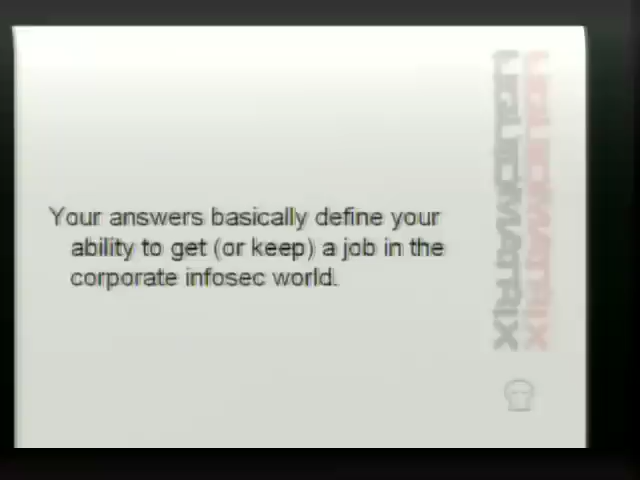 Your answers basically define your
ability to get (or keep) a job in the
corporate infosec world.